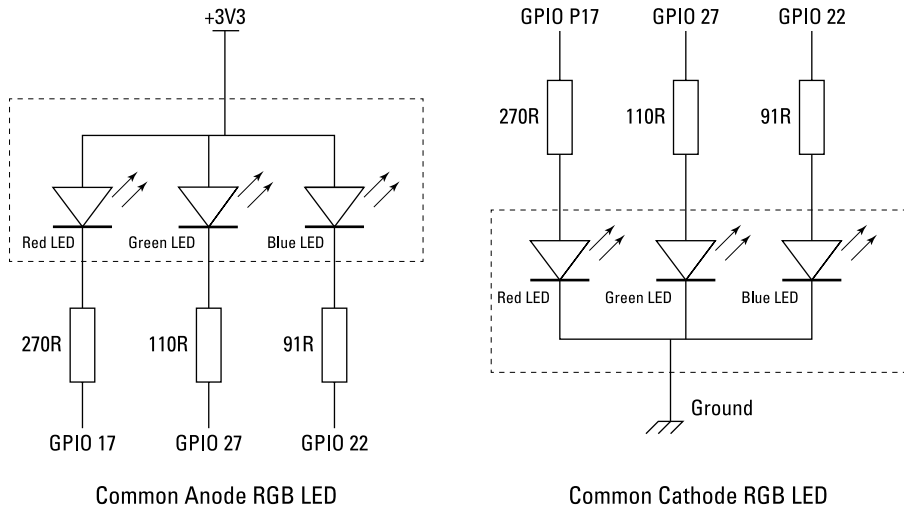 +3V3
Red LED
Green LED
Blue LED
270R
110R
91R
GPIO 17
GPIO 27
GPIO 22
Common Anode RGB LED
GPIO P17
GPIO 27
GPIO 22
270R
110R
91R
Red LED
Green LED
Blue LED
Ground
Common Cathode RGB LED